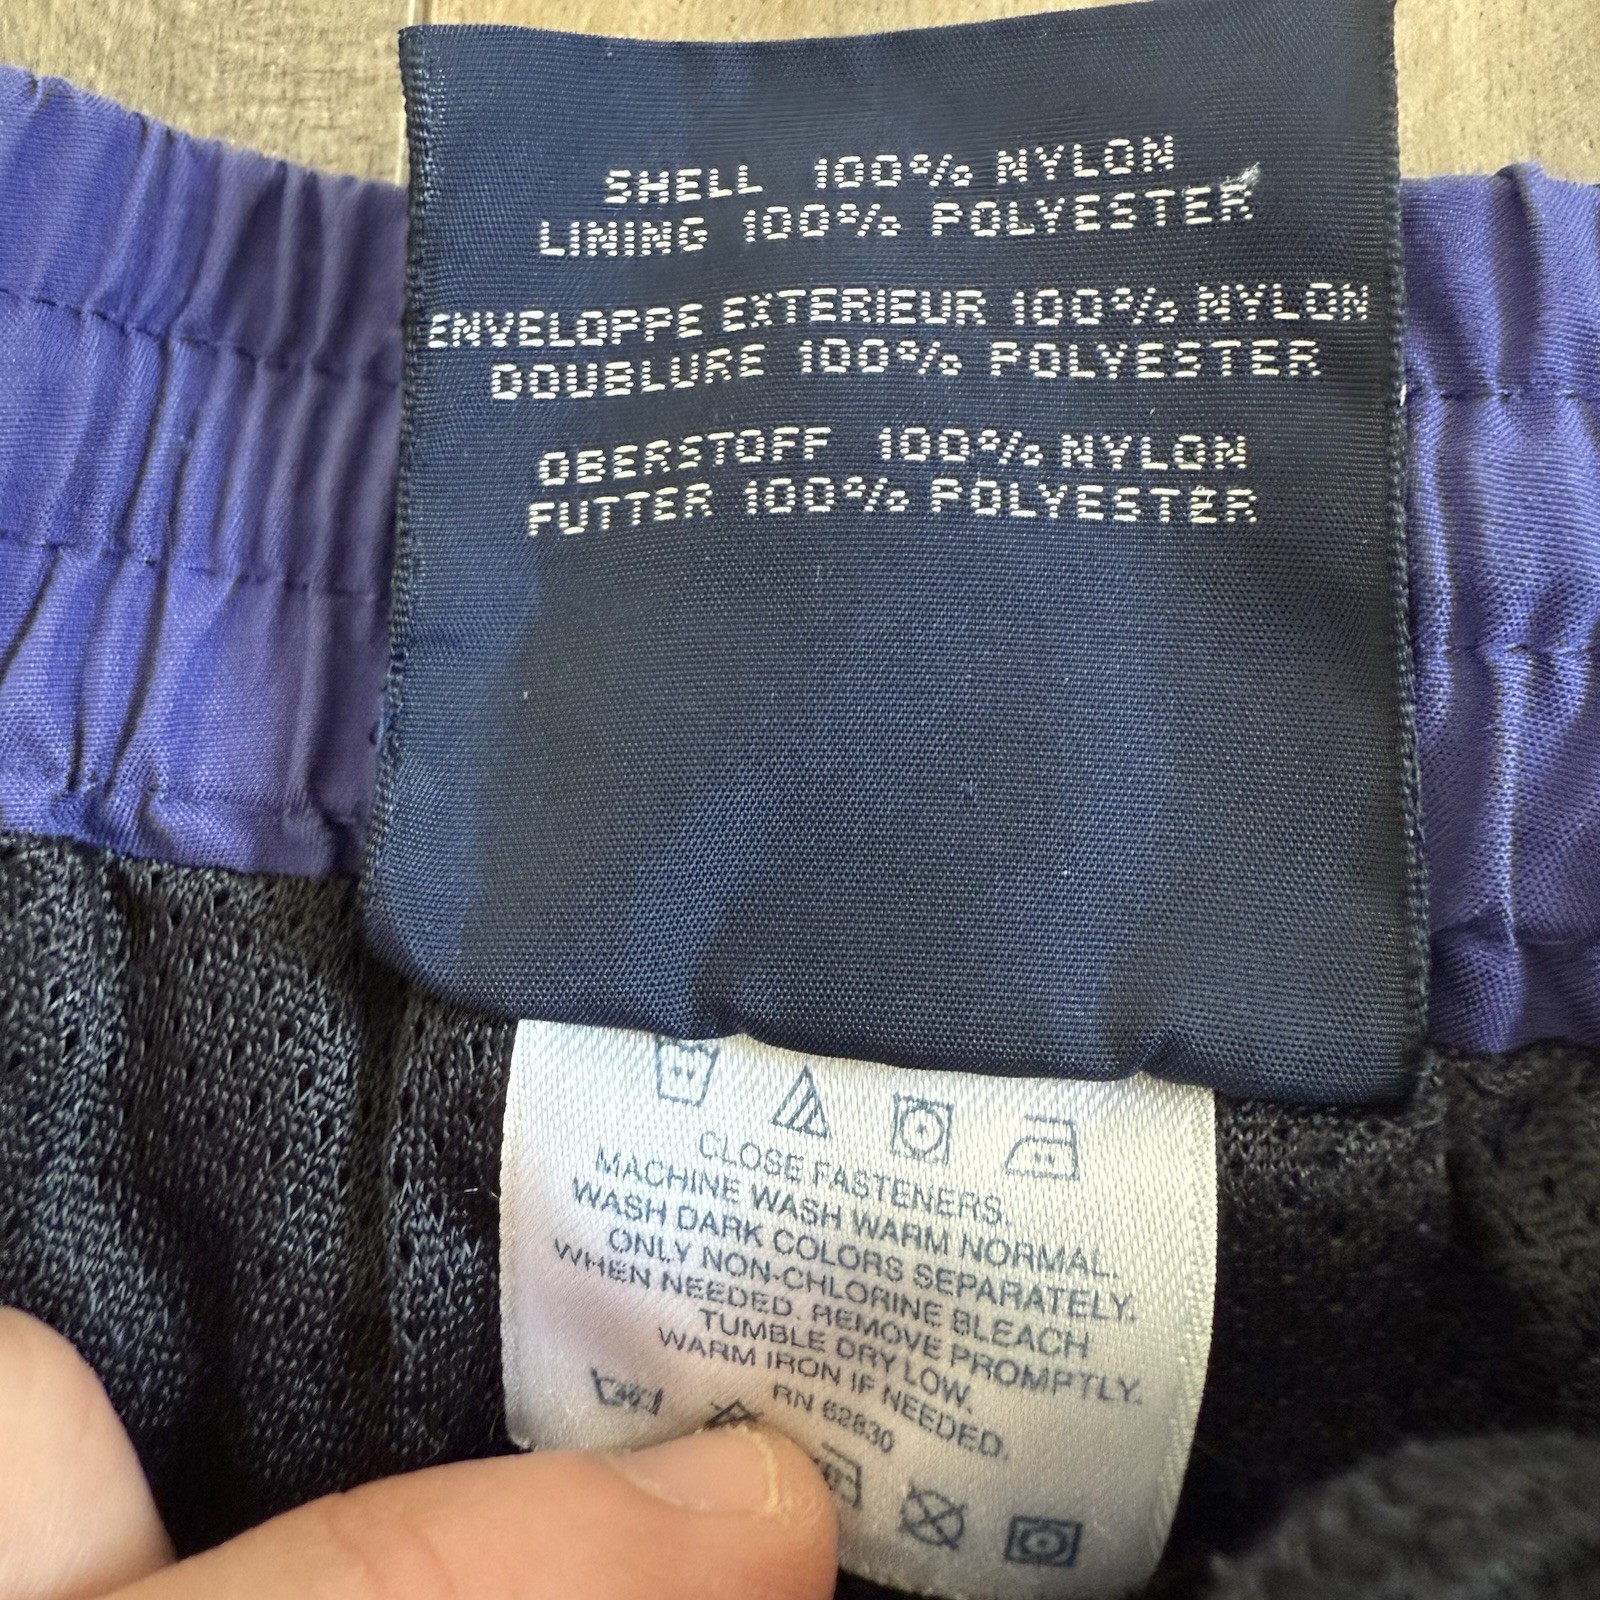 SHELL 100% NYLON
LINING 100% POLYESTER
ENVELOPPE EXTERIEUR 100% NYLON
DOUBLURE 100% POLYESTER
OBERSTOFF 100% NYLON
FUTTER 100% POLYESTER
CLOSE FASTENERS.
MACHINE WASH WARM NORMAL.
WASH DARK COLORS SEPARATELY.
ONLY NON-CHLORINE BLEACH
WHEN NEEDED. REMOVE PROMPTLY.
TUMBLE DRY LOW.
WARM IRON IF NEEDED.
RN 62830
40°